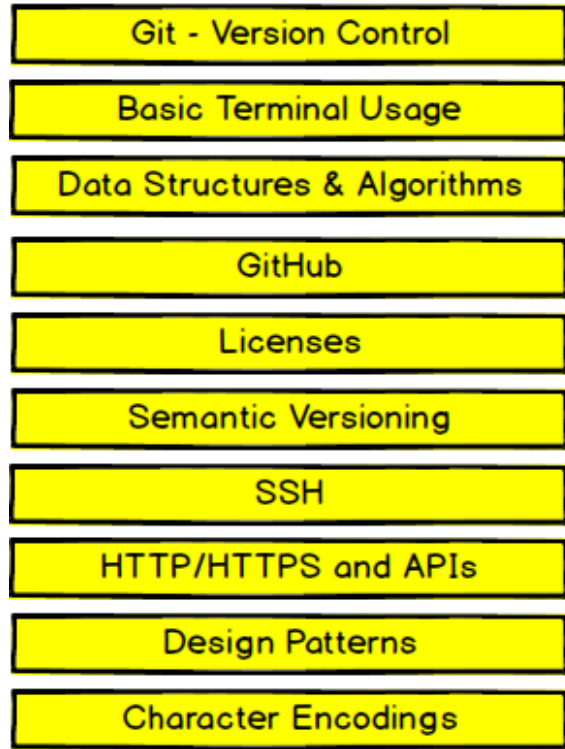 Git - Version Control
Basic Terminal Usage
Data Structures & Algorithms
GitHub
Licenses
Semantic Versioning
SSH
HTTP/HTTPS and APIs
Design Patterns
Character Encodings